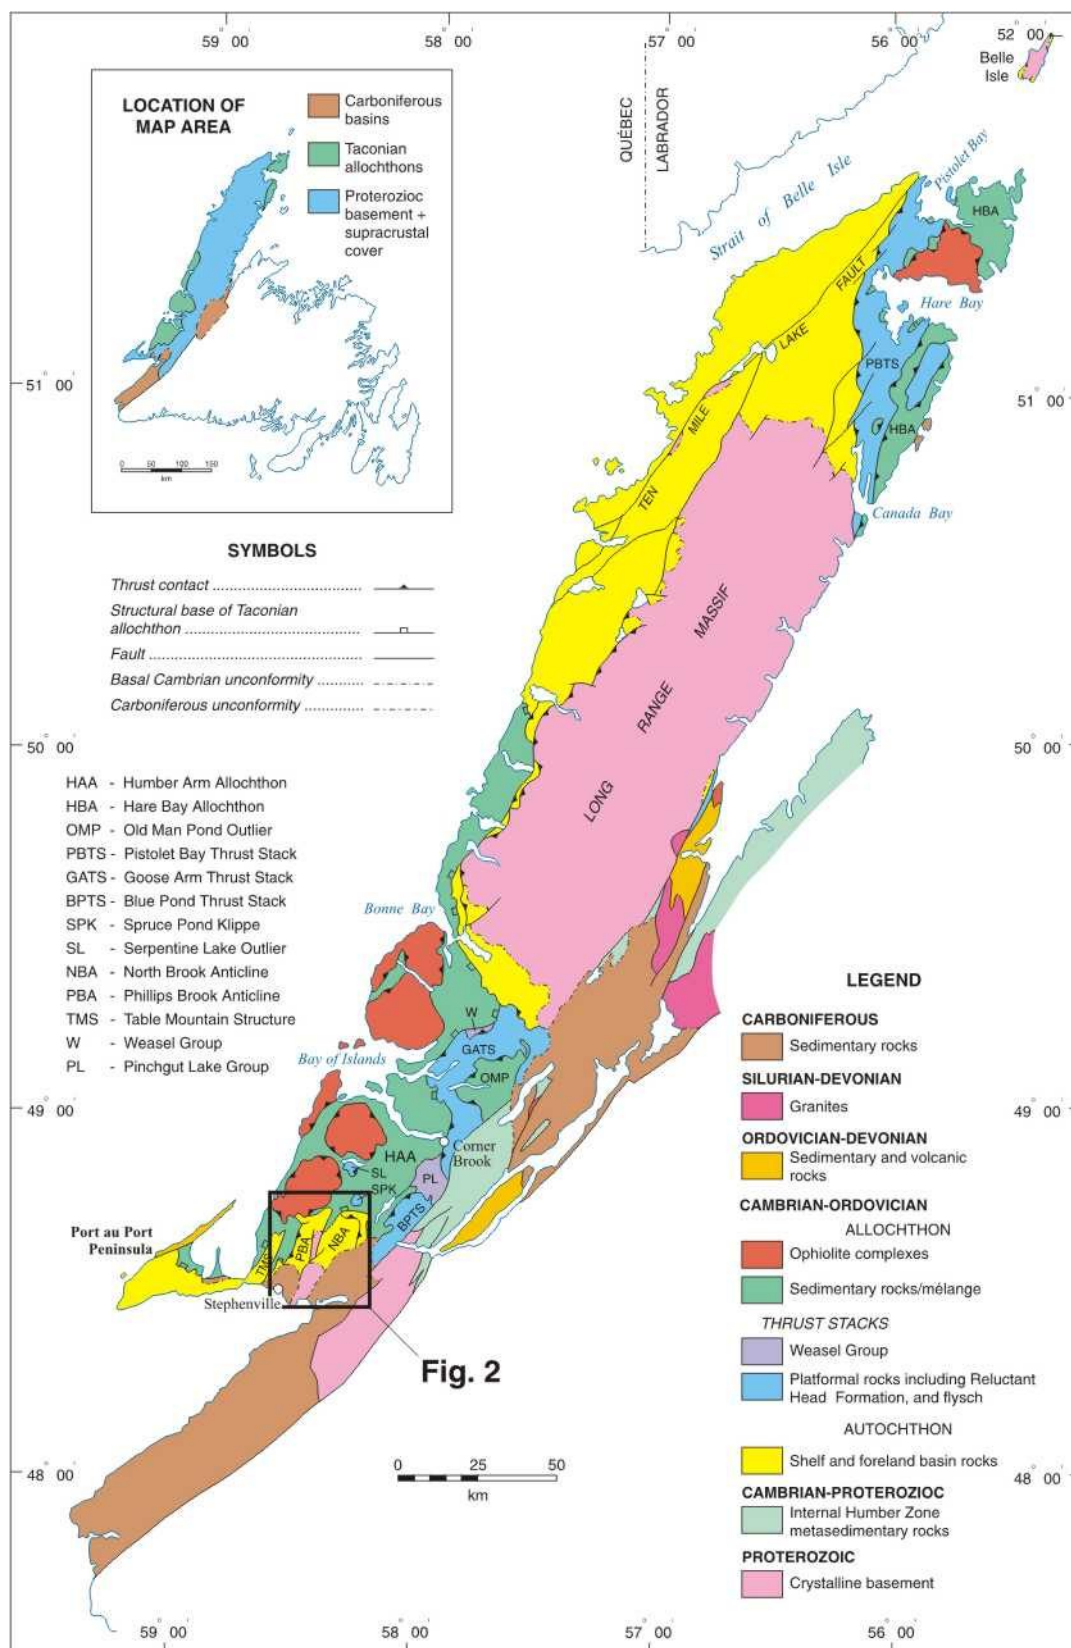 59° 00'
58° 00'
57° 00'
56° 00'
52° 00'
Belle
Isle
LOCATION OF
MAP AREA
Carboniferous
basins
Taconian
allochthons
Proterozioc
basement +
supracrustal
cover
0 50 100 150
km
QUÉBEC
LABRADOR
Strait of Belle Isle
Pistolet Bay
HBA
FAULT
LAKE
MILE
TEN
Hare Bay
PBTS
HBA
51° 00'
51° 00'
Canada Bay
SYMBOLS
Thrust contact
Structural base of Taconian
allochthon
Fault
Basal Cambrian unconformity
Carboniferous unconformity
MASSIF
RANGE
LONG
50° 00'
50° 00'
HAA - Humber Arm Allochthon
HBA - Hare Bay Allochthon
OMP - Old Man Pond Outlier
PBTS - Pistolet Bay Thrust Stack
GATS - Goose Arm Thrust Stack
BPTS - Blue Pond Thrust Stack
SPK - Spruce Pond Klippe
SL - Serpentine Lake Outlier
NBA - North Brook Anticline
PBA - Phillips Brook Anticline
TMS - Table Mountain Structure
W - Weasel Group
PL - Pinchgut Lake Group
Bonne Bay
W
GATS
Bay of Islands
OMP
49° 00'
49° 00'
Corner
Brook
HAA
SL
PL
SPK
BPTS
NBA
PBA
TMS
Port au Port
Peninsula
Stephenville
Fig. 2
0 25 50
km
48° 00'
48° 00'
LEGEND
CARBONIFEROUS
Sedimentary rocks
SILURIAN-DEVONIAN
Granites
ORDOVICIAN-DEVONIAN
Sedimentary and volcanic
rocks
CAMBRIAN-ORDOVICIAN
ALLOCHTHON
Ophiolite complexes
Sedimentary rocks/mélange
THRUST STACKS
Weasel Group
Platformal rocks including Reluctant
Head Formation, and flysch
AUTOCHTHON
Shelf and foreland basin rocks
CAMBRIAN-PROTEROZIOC
Internal Humber Zone
metasedimentary rocks
PROTEROZOIC
Crystalline basement
59° 00'
58° 00'
57° 00'
56° 00'